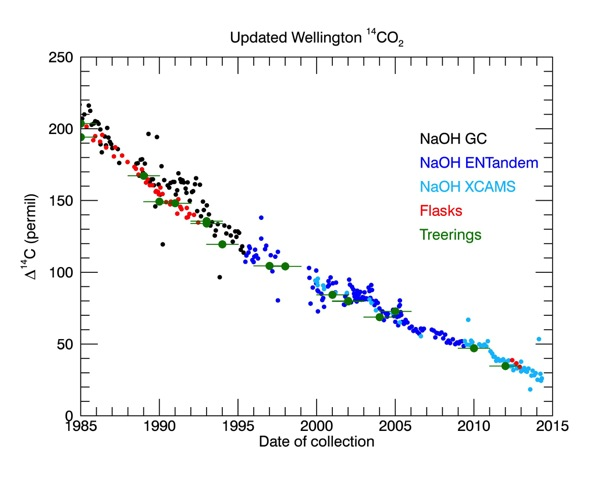 Updated Wellington ¹⁴CO₂
250
200
150
100
50
0
Δ¹⁴C (permil)
NaOH GC
NaOH ENTandem
NaOH XCAMS
Flasks
Treerings
1985 1990 1995 2000 2005 2010 2015
Date of collection